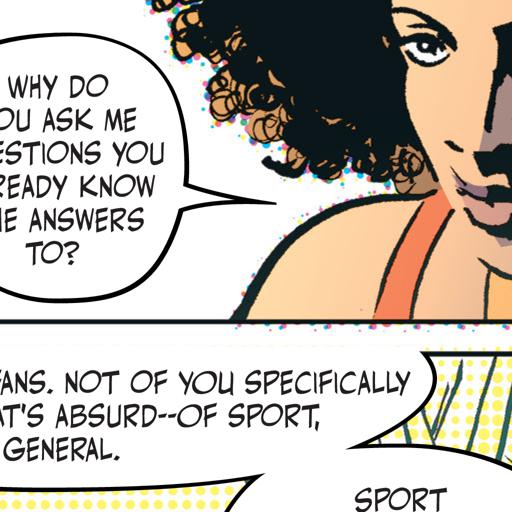 WHY DO
OU ASK ME
ESTIONS YOU
READY KNOW
HE ANSWERS
TO?
FANS. NOT OF YOU SPECIFICALLY
AT'S ABSURD--OF SPORT,
GENERAL.
SPORT